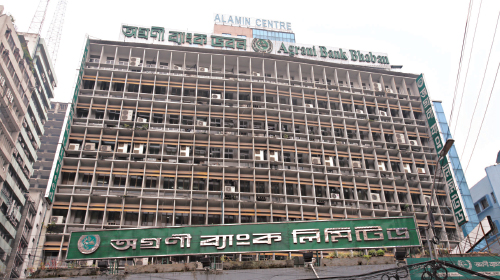 ALAMIN CENTRE
অগ্রণী ব্যাংক ভবন Agrani Bank Bhaban
অগ্রণী ব্যাংক লিমিটেড